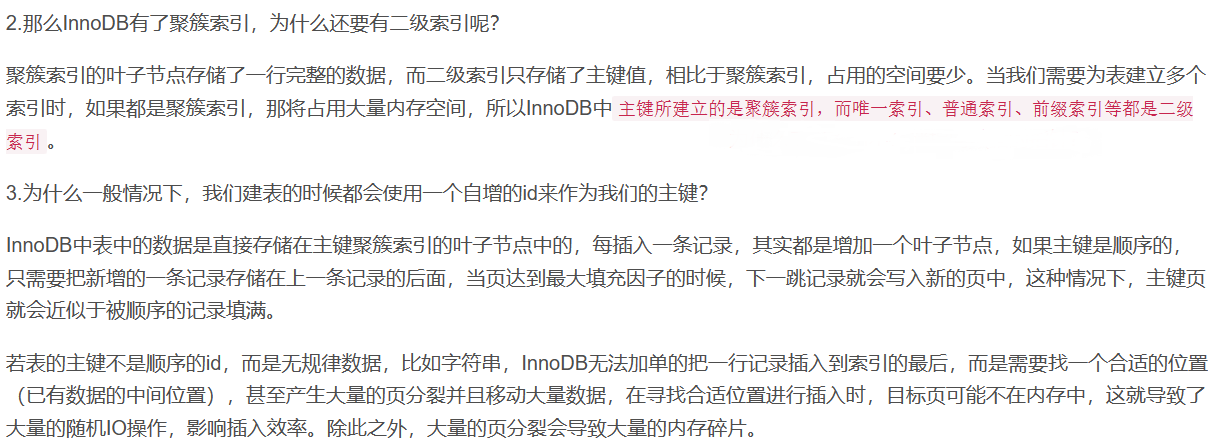 2.那么InnoDB有了聚簇索引，为什么还要有二级索引呢？
聚簇索引的叶子节点存储了一行完整的数据，而二级索引只存储了主键值，相比于聚簇索引，占用的空间要少。当我们需要为表建立多个
索引时，如果都是聚簇索引，那将占用大量内存空间，所以InnoDB中主键所建立的是聚簇索引，而唯一索引、普通索引、前缀索引等都是二级
索引。
3.为什么一般情况下，我们建表的时候都会使用一个自增的id来作为我们的主键？
InnoDB中表中的数据是直接存储在主键聚簇索引的叶子节点中的，每插入一条记录，其实都是增加一个叶子节点，如果主键是顺序的，
只需要把新增的一条记录存储在上一条记录的后面，当页达到最大填充因子的时候，下一跳记录就会写入新的页中，这种情况下，主键页
就会近似于被顺序的记录填满。
若表的主键不是顺序的id，而是无规律数据，比如字符串，InnoDB无法加单的把一行记录插入到索引的最后，而是需要找一个合适的位置
（已有数据的中间位置），甚至产生大量的页分裂并且移动大量数据，在寻找合适位置进行插入时，目标页可能不在内存中，这就导致了
大量的随机IO操作，影响插入效率。除此之外，大量的页分裂会导致大量的内存碎片。